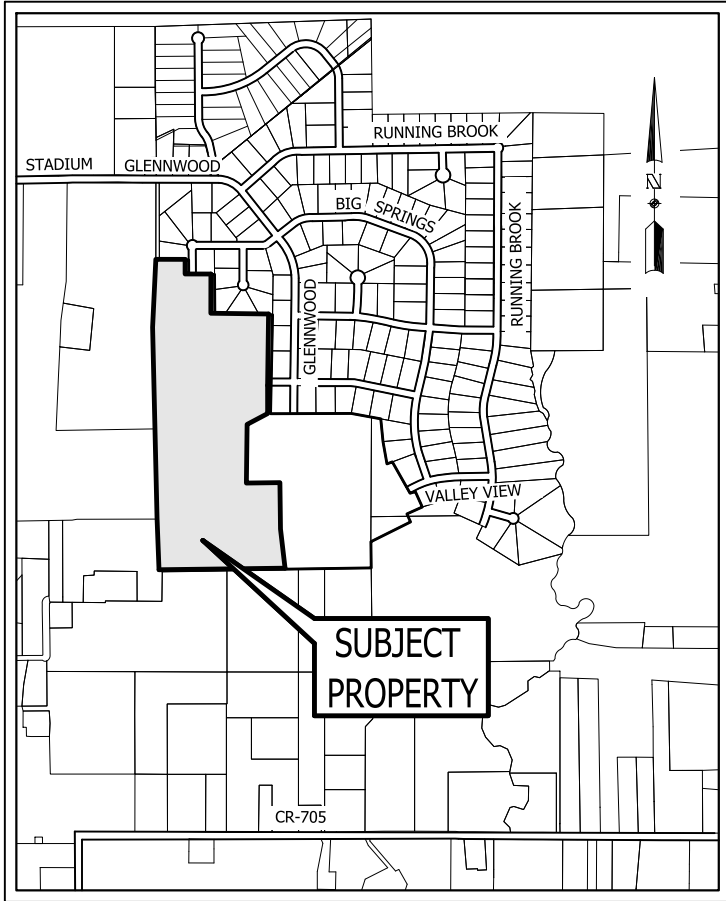 RUNNING BROOK
STADIUM
GLENNWOOD
N
BIG SPRINGS
RUNNING BROOK
GLENNWOOD
VALLEY VIEW
SUBJECT
PROPERTY
CR-705